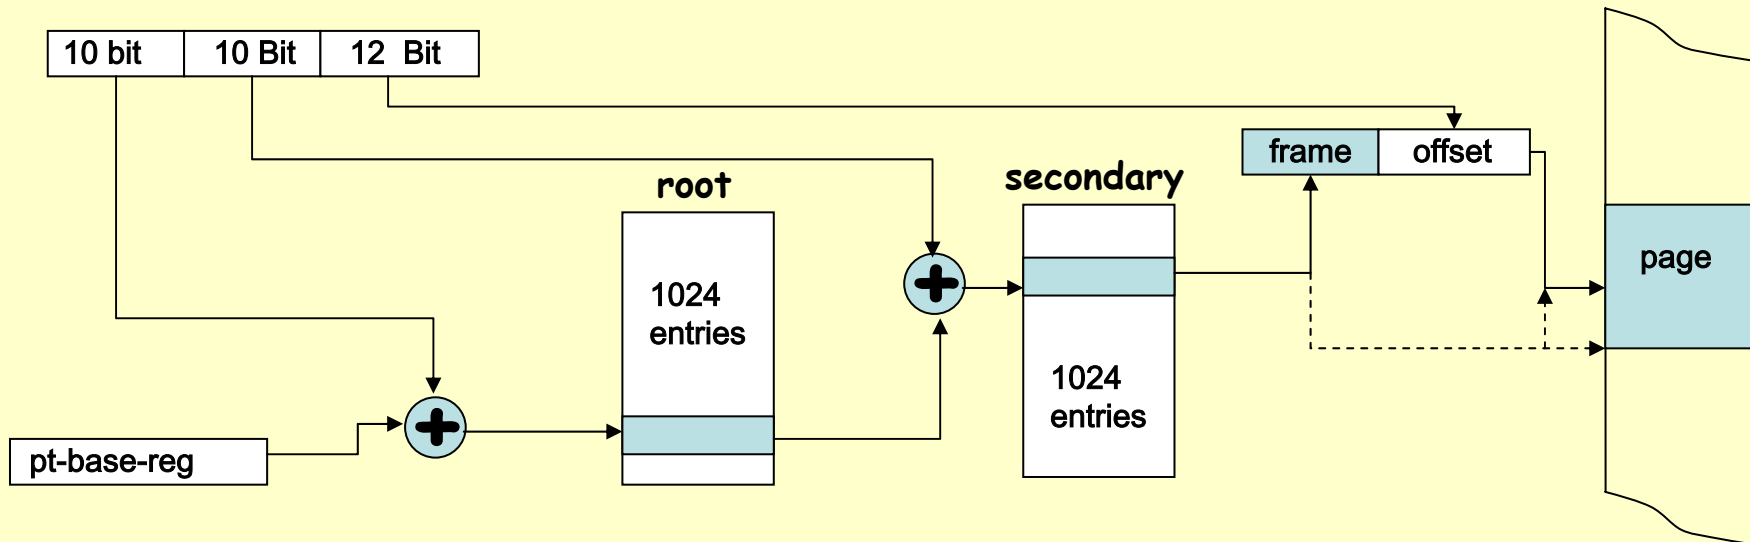 10 bit
10 Bit
12 Bit
frame
offset
root
secondary
page
1024
entries
1024
entries
pt-base-reg